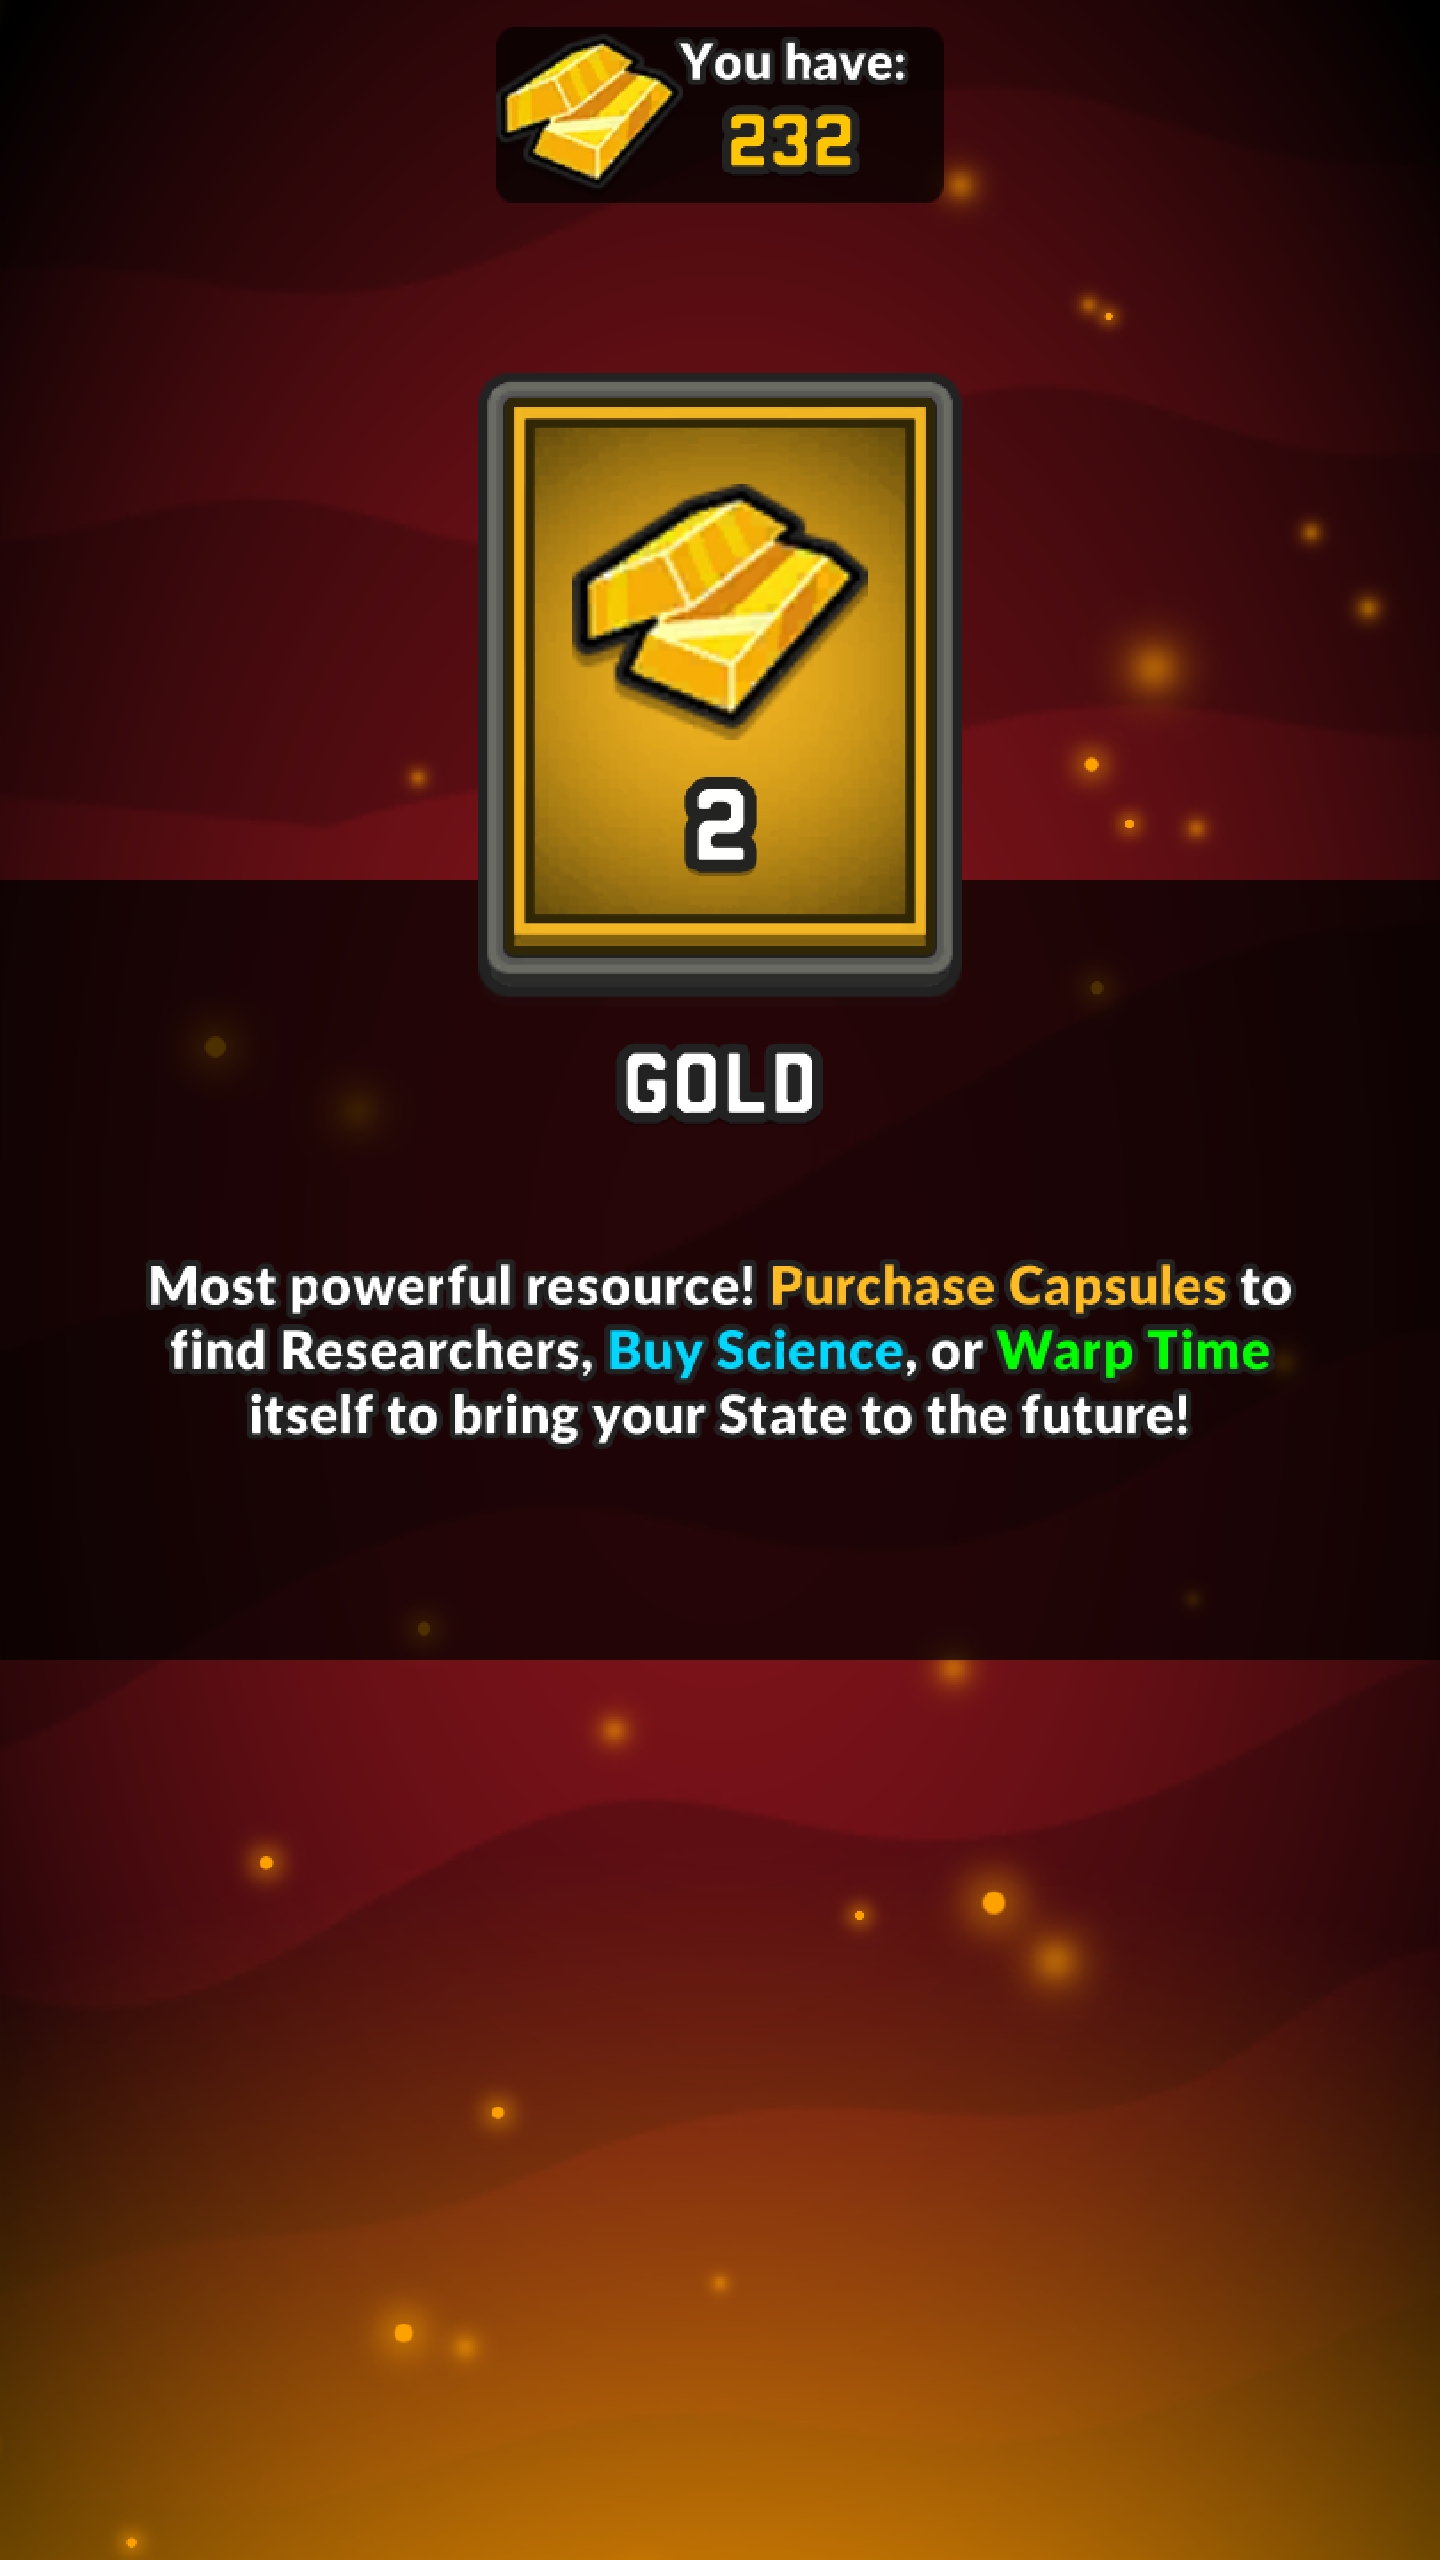 You have:
232
2
GOLD
Most powerful resource! Purchase Capsules to
find Researchers, Buy Science, or Warp Time
itself to bring your State to the future!